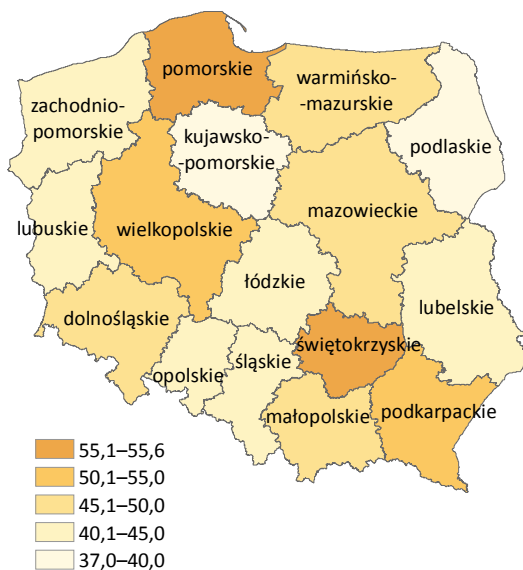 pomorskie
warmińsko-
-mazurskie
zachodnio-
pomorskie
kujawsko-
-pomorskie
podlaskie
mazowieckie
lubuskie
wielkopolskie
łódzkie
lubelskie
dolnośląskie
świętokrzyskie
opolskie
śląskie
małopolskie
podkarpackie
55,1–55,6
50,1–55,0
45,1–50,0
40,1–45,0
37,0–40,0